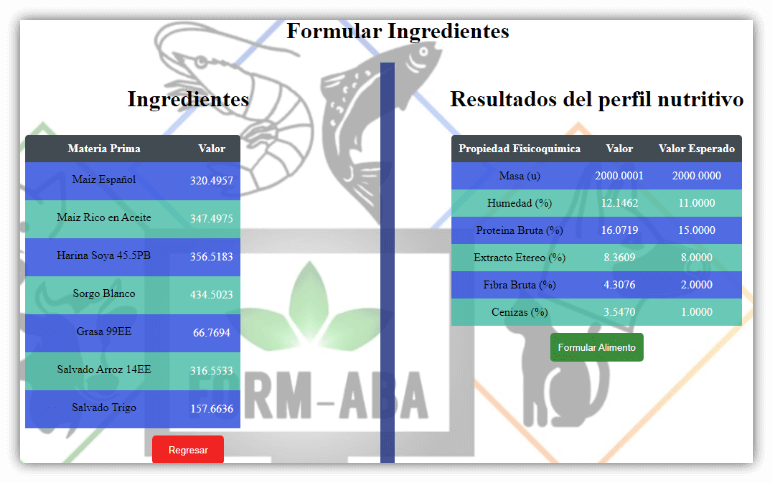 Formular Ingredientes
Ingredientes
Materia Prima Valor
Maiz Español 320.4957
Maiz Rico en Aceite 347.4975
Harina Soya 45.5PB 356.5183
Sorgo Blanco 434.5023
Grasa 99EE 66.7694
Salvado Arroz 14EE 316.5533
Salvado Trigo 157.6636
Regresar
Resultados del perfil nutritivo
Propiedad Fisicoquimica Valor Valor Esperado
Masa (u) 2000.0001 2000.0000
Humedad (%) 12.1462 11.0000
Proteina Bruta (%) 16.0719 15.0000
Extracto Etereo (%) 8.3609 8.0000
Fibra Bruta (%) 4.3076 2.0000
Cenizas (%) 3.5470 1.0000
Formular Alimento
FORM-ABA